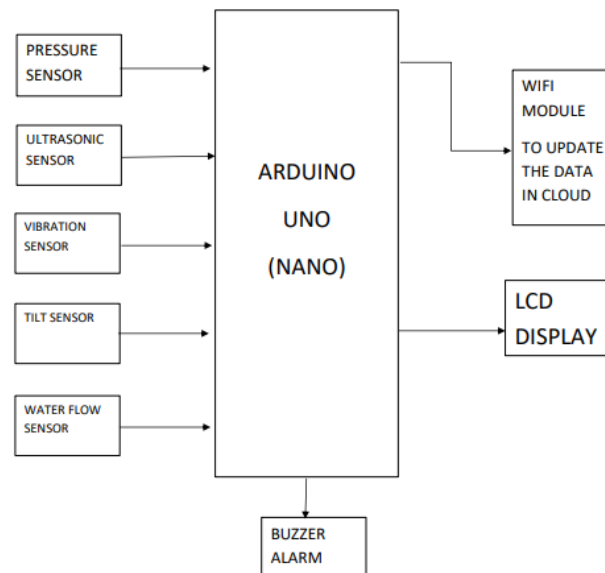 PRESSURE
SENSOR
ULTRASONIC
SENSOR
VIBRATION
SENSOR
TILT SENSOR
WATER FLOW
SENSOR
ARDUINO
UNO
(NANO)
WIFI
MODULE
TO UPDATE
THE DATA
IN CLOUD
LCD
DISPLAY
BUZZER
ALARM